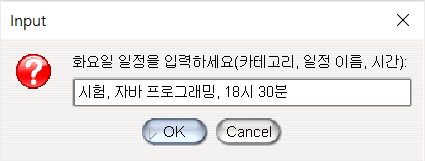 Input
화요일 일정을 입력하세요(카테고리, 일정 이름, 시간):
시험, 자바 프로그래밍, 18시 30분
OK Cancel